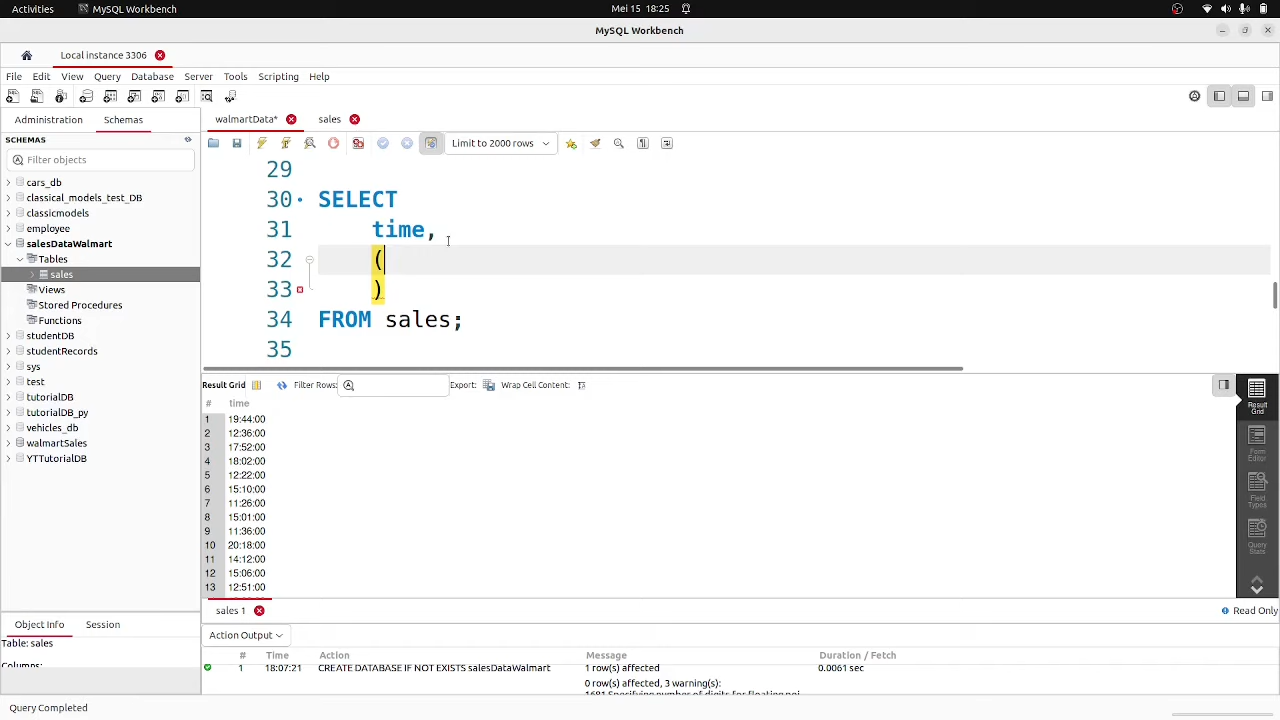 Activities MySQL Workbench Mei 15 18:25
MySQL Workbench
Local instance 3306
File Edit View Query Database Server Tools Scripting Help
Administration Schemas
walmartData* sales
SCHEMAS
Limit to 2000 rows
Filter objects
cars_db
classical_models_test_DB
classicmodels
employee
salesDataWalmart
Tables
sales
Views
Stored Procedures
Functions
studentDB
studentRecords
sys
test
tutorialDB
tutorialDB_py
vehicles_db
walmartSales
YTTutorialDB
29
30 SELECT
31 time,
32 (
33 )
34 FROM sales;
35
Result Grid Filter Rows: Export: Wrap Cell Content:
# time
1 19:44:00
2 12:36:00
3 17:52:00
4 18:02:00
5 12:22:00
6 15:10:00
7 11:26:00
8 15:01:00
9 11:36:00
10 20:18:00
11 14:12:00
12 15:06:00
13 12:51:00
Result Grid
Form Editor
Field Types
Query Stats
sales 1 Read Only
Object Info Session
Table: sales
Columns:
Action Output
# Time Action Message Duration / Fetch
1 18:07:21 CREATE DATABASE IF NOT EXISTS salesDataWalmart 1 row(s) affected 0.0061 sec
0 row(s) affected, 3 warning(s):
1681 Specifying number of digits for floating poi
Query Completed